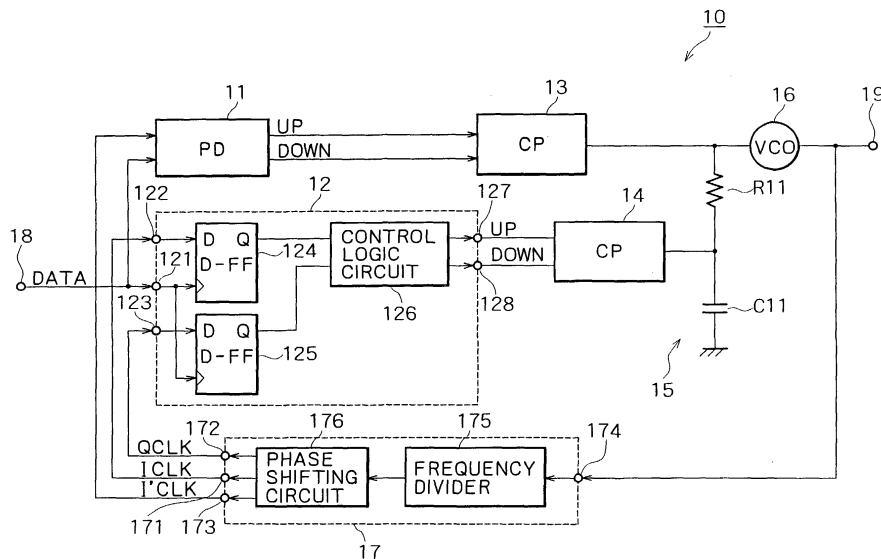 10
11
13
16
19
UP
DOWN
PD
CP
VCO
R11
122
12
127
14
18
DATA
121
123
D Q
D-FF
124
CONTROL
LOGIC
CIRCUIT
126
UP
DOWN
128
CP
C11
D Q
D-FF
125
15
172
176
175
174
QCLK
ICLK
I'CLK
171
173
PHASE
SHIFTING
CIRCUIT
FREQUENCY
DIVIDER
17